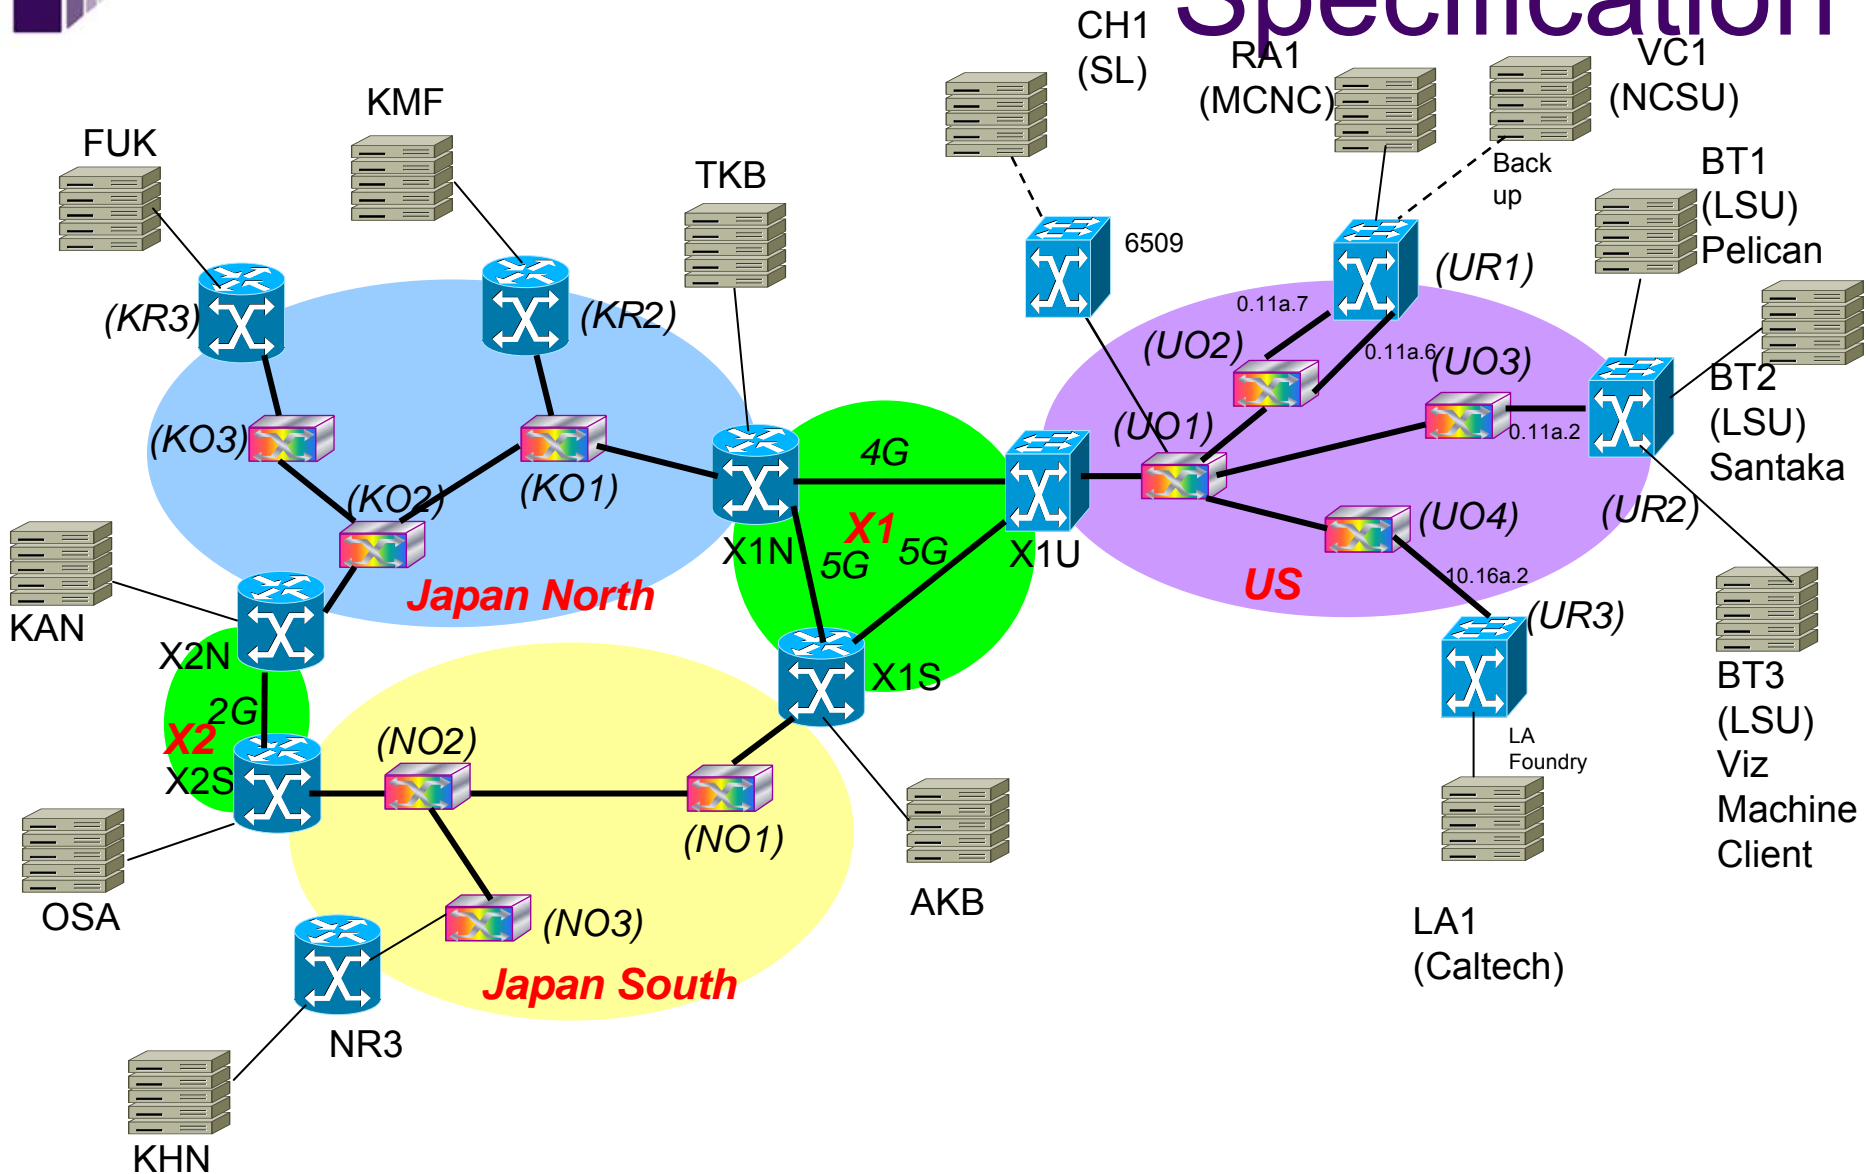 Specification
CH1
(SL)
RA1
(MCNC)
VC1
(NCSU)
KMF
FUK
TKB
Back
up
BT1
(LSU)
Pelican
6509
(UR1)
(KR3)
(KR2)
0.11a.7
(UO2)
0.11a.6
(UO3)
BT2
(LSU)
Santaka
(KO3)
(UO1)
0.11a.2
4G
(KO2)
(KO1)
(UO4)
(UR2)
X1
X1N
5G
5G
X1U
10.16a.2
US
Japan North
KAN
(UR3)
X2N
X1S
BT3
(LSU)
Viz
Machine
Client
2G
X2
(NO2)
LA
Foundry
X2S
(NO1)
OSA
AKB
(NO3)
LA1
(Caltech)
Japan South
NR3
KHN